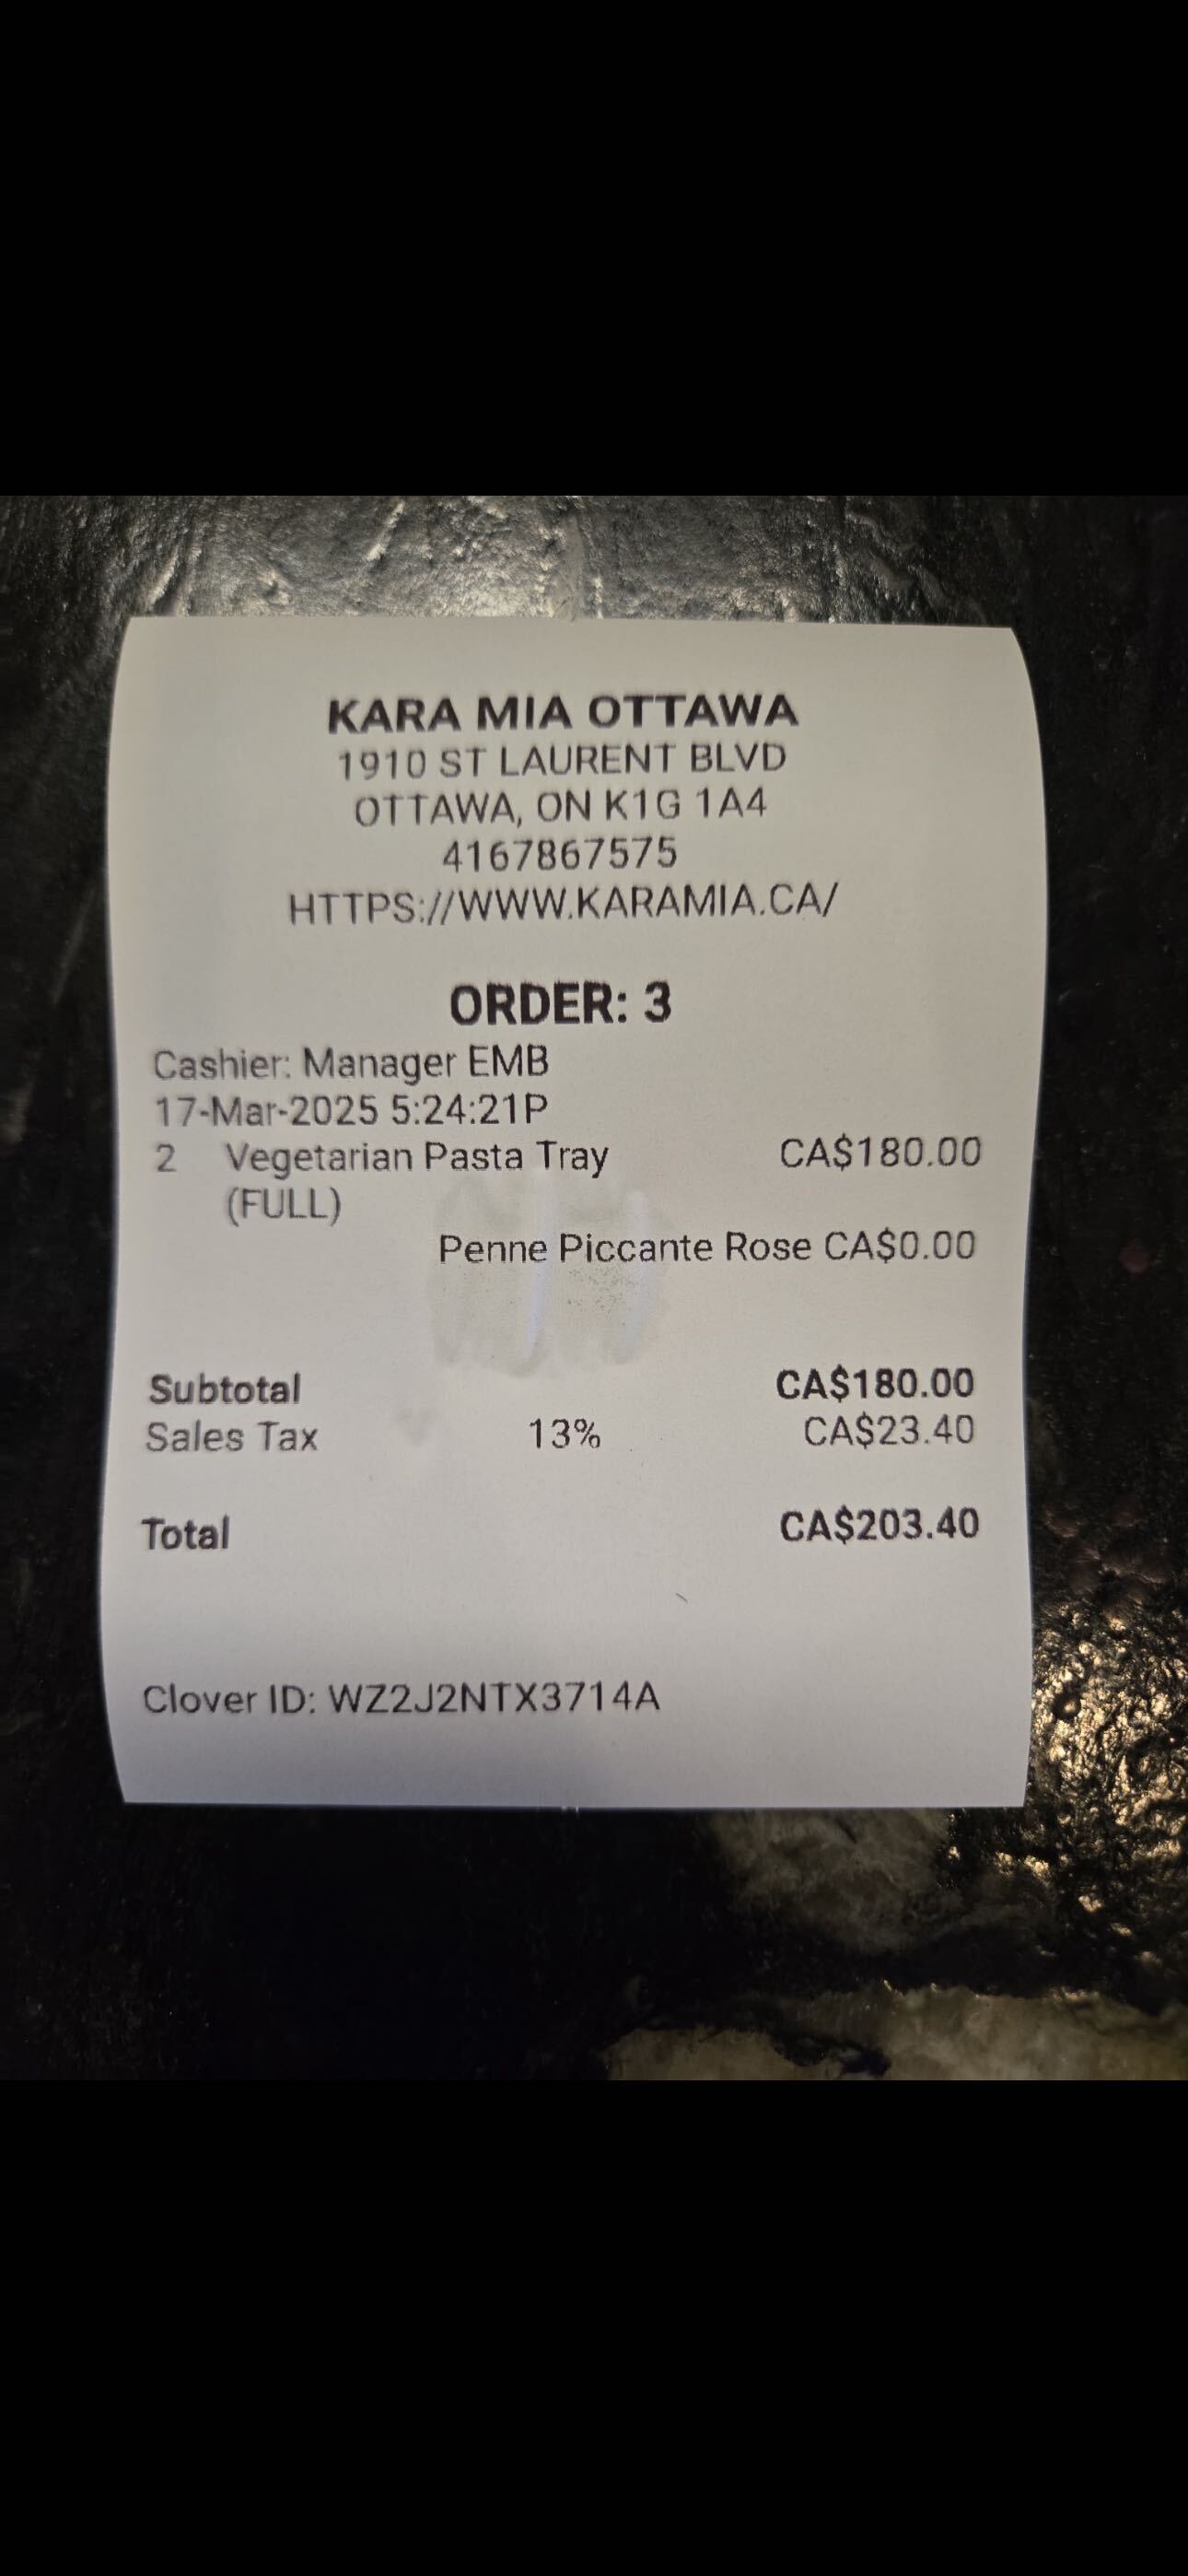 KARA MIA OTTAWA
1910 ST LAURENT BLVD
OTTAWA, ON K1G 1A4
4167867575
HTTPS://WWW.KARAMIA.CA/
ORDER: 3
Cashier: Manager EMB
17-Mar-2025 5:24:21P
2 Vegetarian Pasta Tray CA$180.00
(FULL)
Penne Piccante Rose CA$0.00
Subtotal CA$180.00
Sales Tax 13% CA$23.40
Total CA$203.40
Clover ID: WZ2J2NTX3714A